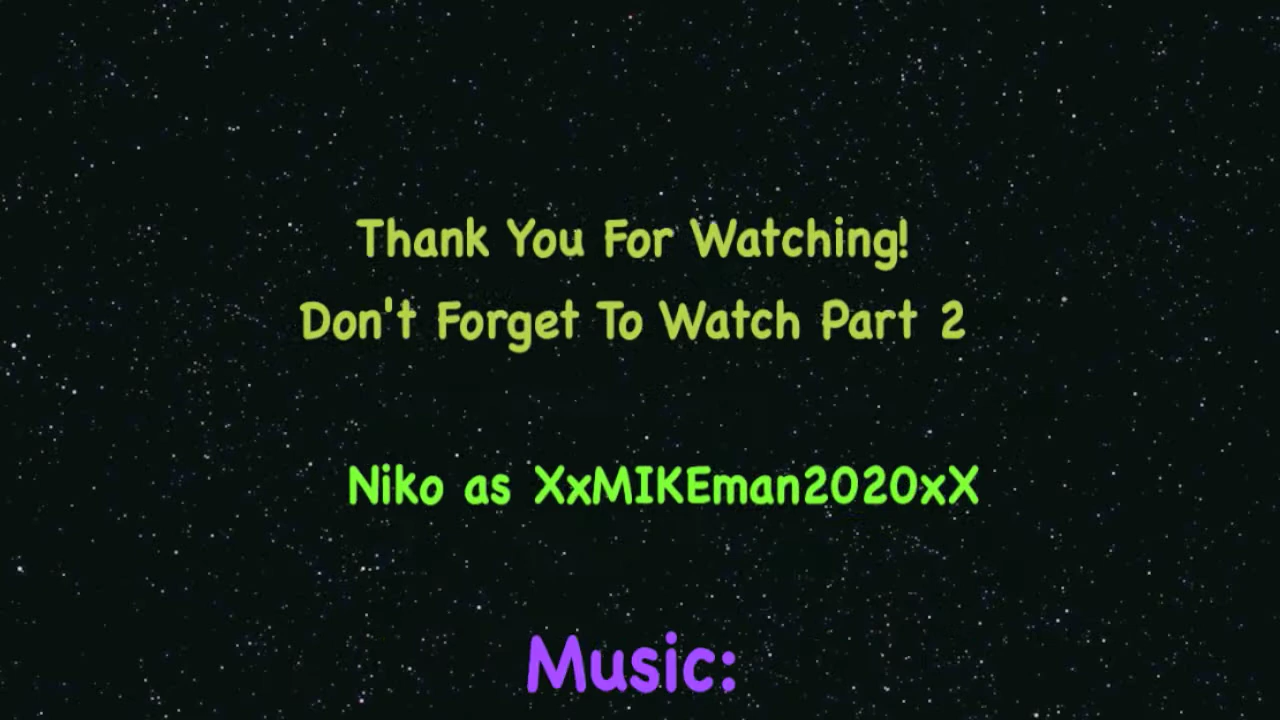 Thank You For Watching!
Don't Forget To Watch Part 2
Niko as XxMIKEman2020xX
Music: